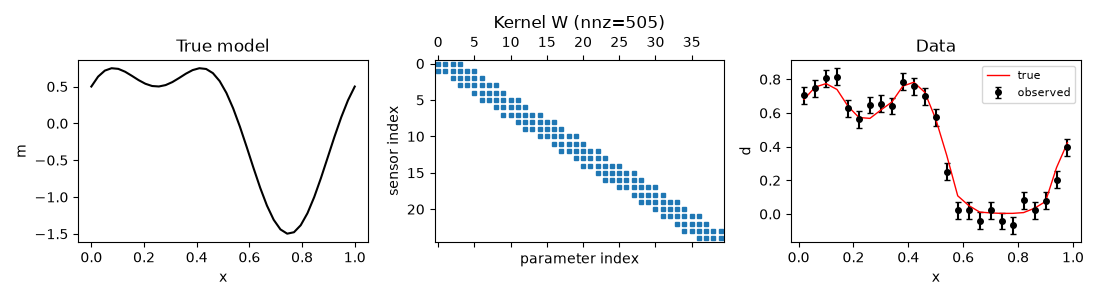 True model
m
0.5
0.0
−0.5
−1.0
−1.5
0.0 0.2 0.4 0.6 0.8 1.0
x
Kernel W (nnz=505)
0 5 10 15 20 25 30 35
sensor index
0
5
10
15
20
parameter index
Data
true
observed
d
0.8
0.6
0.4
0.2
0.0
0.0 0.2 0.4 0.6 0.8 1.0
x